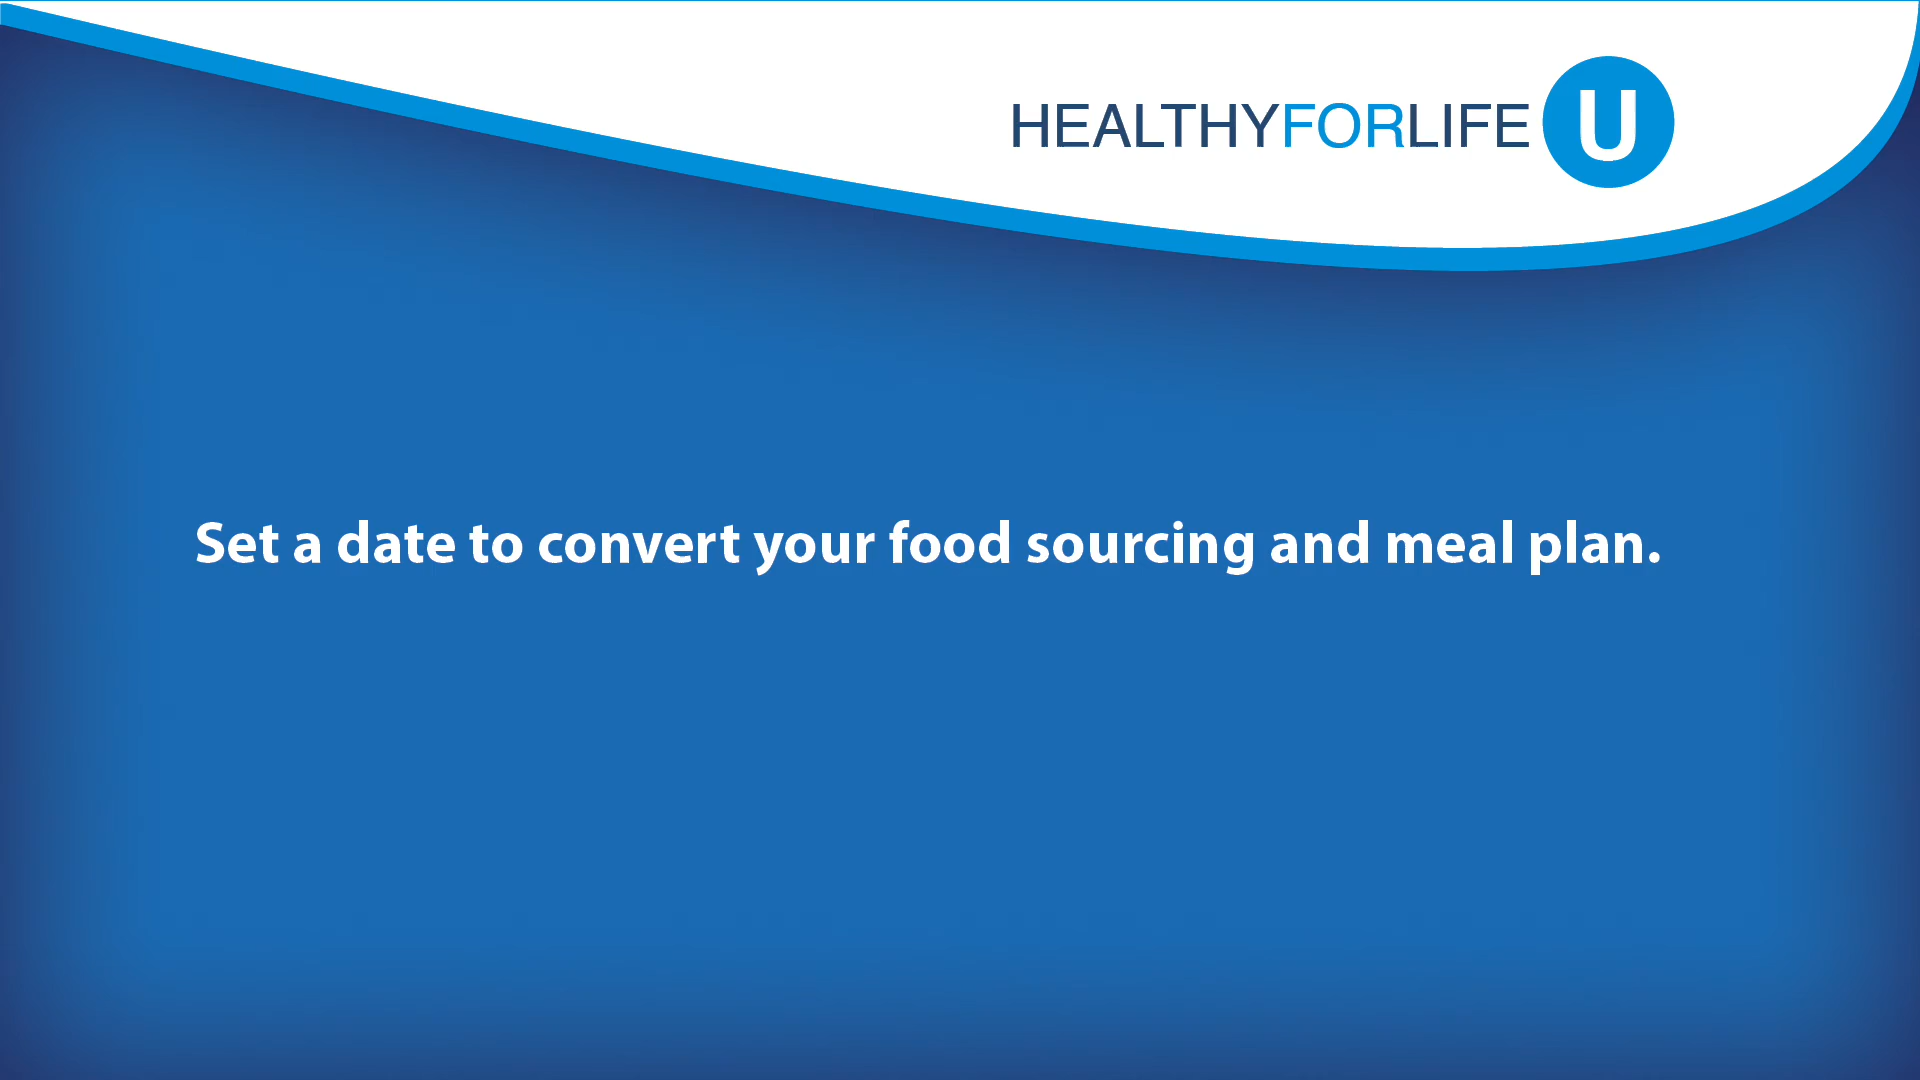 HEALTHYFORLIFE U
Set a date to convert your food sourcing and meal plan.